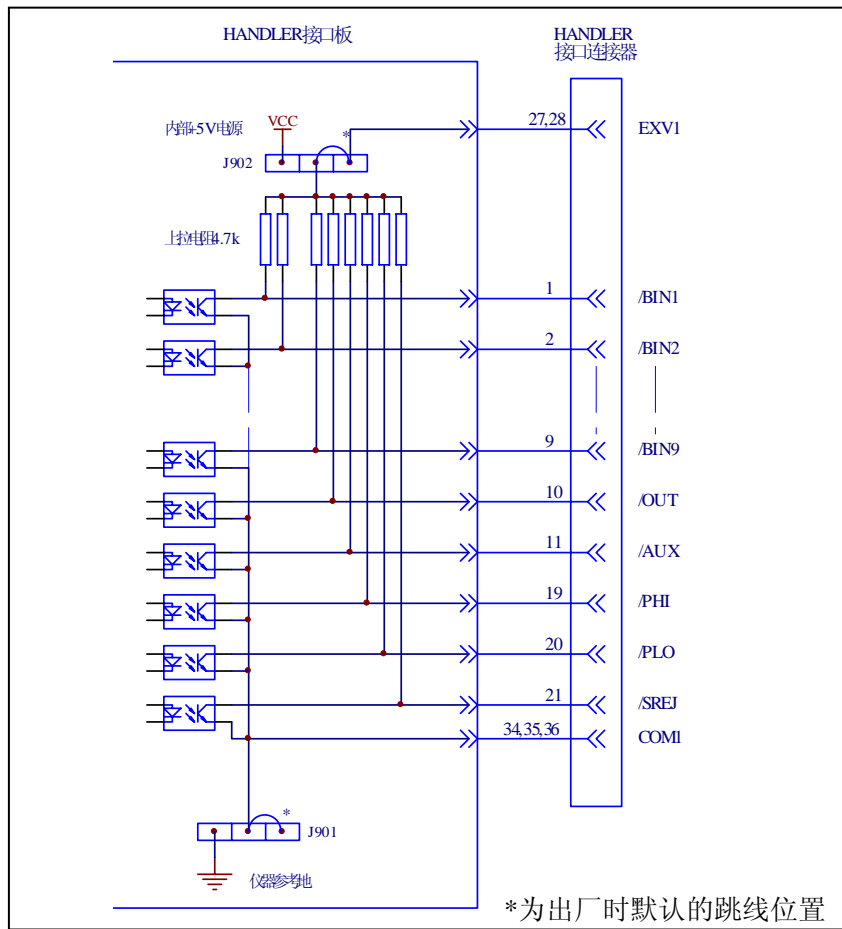 HANDLER接口板
HANDLER
接口连接器
内部+5V电源
VCC
*
27,28
EXV1
J902
上拉电阻4.7k
1
/BIN1
2
/BIN2
9
/BIN9
10
/OUT
11
/AUX
19
/PHI
20
/PLO
21
/SREJ
34,35,36
COM1
*
J901
仪器参考地
*为出厂时默认的跳线位置